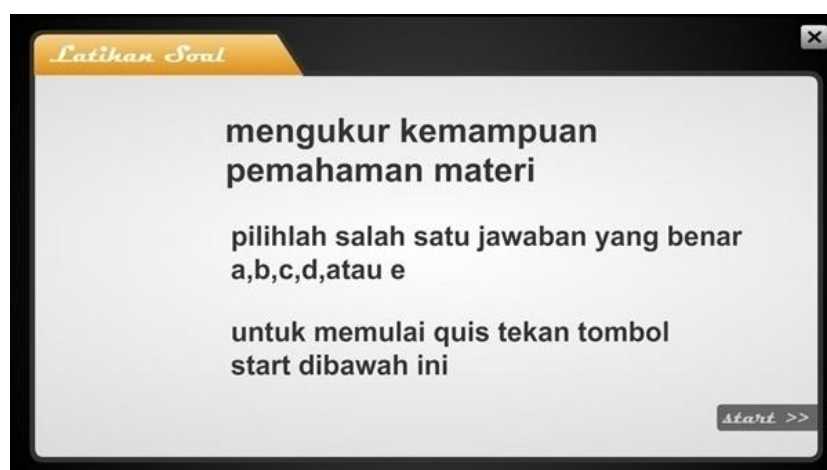 Latihan Soal
mengukur kemampuan
pemahaman materi
pilihlah salah satu jawaban yang benar
a,b,c,d,atau e
untuk memulai quis tekan tombol
start dibawah ini
start >>